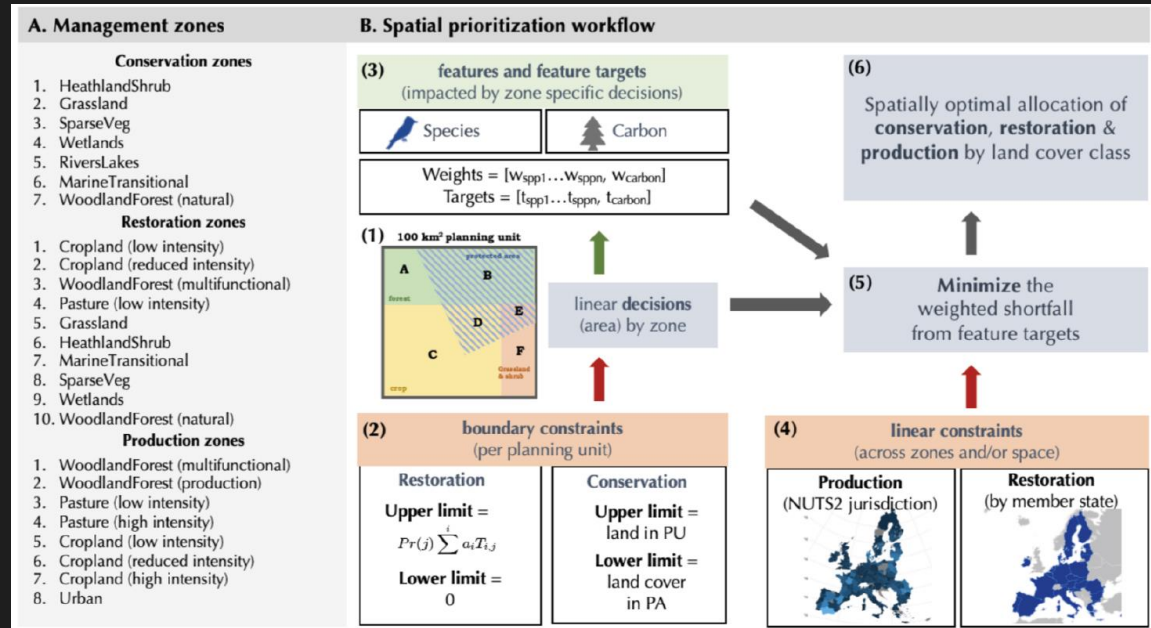 A. Management zones
Conservation zones
1. HeathlandShrub
2. Grassland
3. SparseVeg
4. Wetlands
5. RiversLakes
6. MarineTransitional
7. WoodlandForest (natural)
Restoration zones
1. Cropland (low intensity)
2. Cropland (reduced intensity)
3. WoodlandForest (multifunctional)
4. Pasture (low intensity)
5. Grassland
6. HeathlandShrub
7. MarineTransitional
8. SparseVeg
9. Wetlands
10. WoodlandForest (natural)
Production zones
1. WoodlandForest (multifunctional)
2. WoodlandForest (production)
3. Pasture (low intensity)
4. Pasture (high intensity)
5. Cropland (low intensity)
6. Cropland (reduced intensity)
7. Cropland (high intensity)
8. Urban
B. Spatial prioritization workflow
(3) features and feature targets
(impacted by zone specific decisions)
Species
Carbon
Weights = [wspp1...wsppn, wcarbon]
Targets = [tspp1...tsppn, tcarbon]
(1) 100 km² planning unit
protected area
A
B
forest
E
D
C
F
Grassland
& shrub
crop
linear decisions
(area) by zone
(2) boundary constraints
(per planning unit)
Restoration
Upper limit =
Pr(j) ∑ i aiTi,j
Lower limit =
0
Conservation
Upper limit =
land in PU
Lower limit =
land cover
in PA
(6)
Spatially optimal allocation of
conservation, restoration &
production by land cover class
(5) Minimize the
weighted shortfall
from feature targets
(4) linear constraints
(across zones and/or space)
Production
(NUTS2 jurisdiction)
Restoration
(by member state)